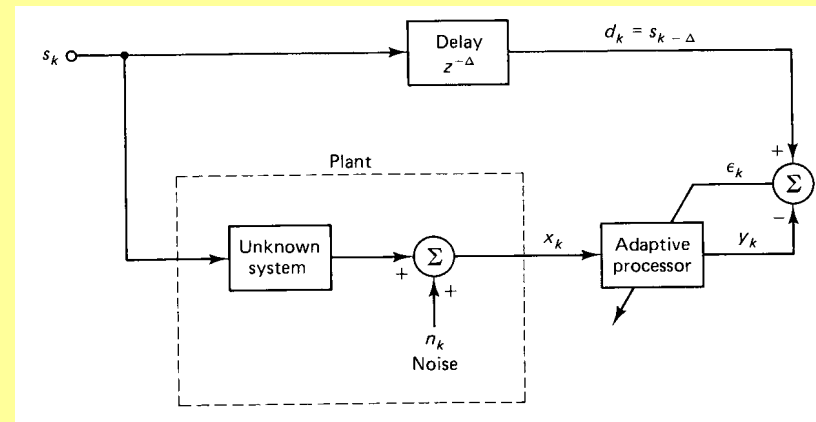 s_k
Delay
z^{-Δ}
d_k = s_{k - Δ}
Plant
+
ϵ_k
Σ
−
Unknown
system
+
Σ
+
x_k
Adaptive
processor
y_k
n_k
Noise